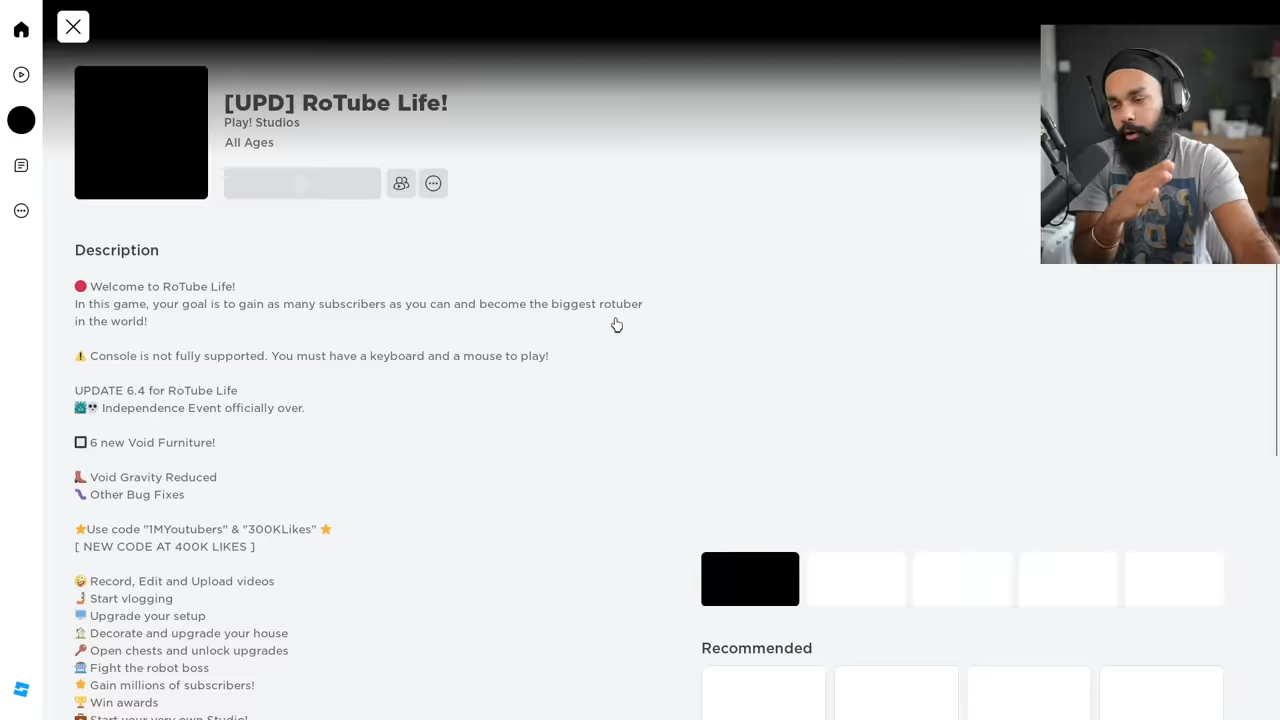 [UPD] RoTube Life!
Play! Studios
All Ages
Description
🔴 Welcome to RoTube Life!
In this game, your goal is to gain as many subscribers as you can and become the biggest rotuber
in the world!
⚠️ Console is not fully supported. You must have a keyboard and a mouse to play!
UPDATE 6.4 for RoTube Life
Independence Event officially over.
🔲 6 new Void Furniture!
👢 Void Gravity Reduced
🐛 Other Bug Fixes
⭐Use code "1MYoutubers" & "300KLikes" ⭐
[ NEW CODE AT 400K LIKES ]
🤪 Record, Edit and Upload videos
🤳 Start vlogging
🖥️ Upgrade your setup
🏡 Decorate and upgrade your house
🔑 Open chests and unlock upgrades
🤖 Fight the robot boss
⭐ Gain millions of subscribers!
🏆 Win awards
💼 Start your very own Studio!
Recommended